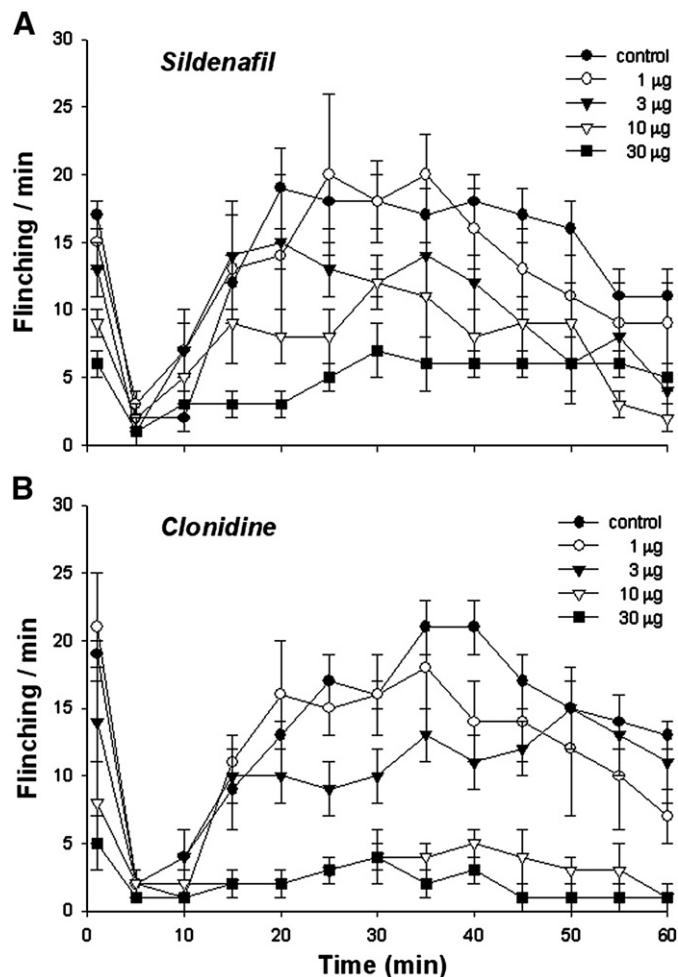 A
Sildenafil
control
1 µg
3 µg
10 µg
30 µg
Flinching / min
30
25
20
15
10
5
0
B
Clonidine
control
1 µg
3 µg
10 µg
30 µg
Flinching / min
30
25
20
15
10
5
0
0 10 20 30 40 50 60
Time (min)